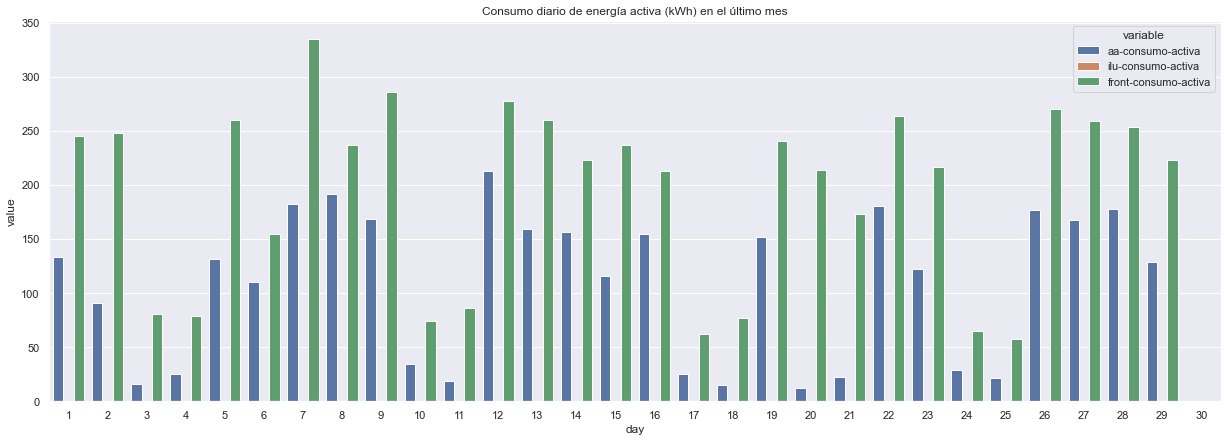 Consumo diario de energía activa (kWh) en el último mes
variable
aa-consumo-activa
ilu-consumo-activa
front-consumo-activa
350
300
250
200
150
100
50
0
value
1 2 3 4 5 6 7 8 9 10 11 12 13 14 15 16 17 18 19 20 21 22 23 24 25 26 27 28 29 30
day